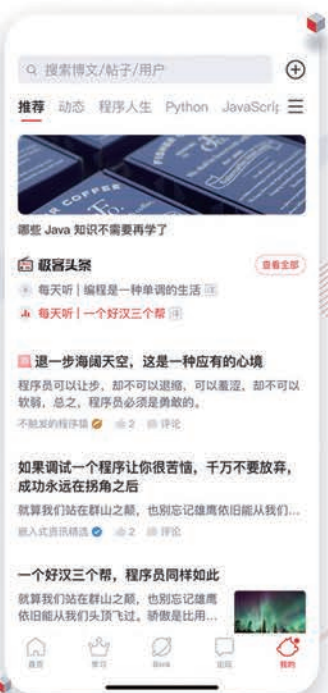 搜索博文/帖子/用户
推荐 动态 程序人生 Python JavaScrip
COFFEE
哪些 Java 知识不需要再学了
极客头条 查看全部
每天听 | 编程是一种单调的生活
每天听 | 一个好汉三个帮
退一步海阔天空，这是一种应有的心境
程序员可以让步，却不可以退缩，可以羞涩，却不可以
软弱，总之，程序员必须是勇敢的。
不脱发的程序猿 2 评论
如果调试一个程序让你很苦恼，千万不要放弃，
成功永远在拐角之后
就算我们站在群山之颠，也别忘记雄鹰依旧能从我们...
嵌入式资讯精选 2 评论
一个好汉三个帮，程序员同样如此
就算我们站在群山之颠，也别忘记雄鹰
依旧能从我们头顶飞过。骄傲是比用...
首页 学习 Blink 出现 我的